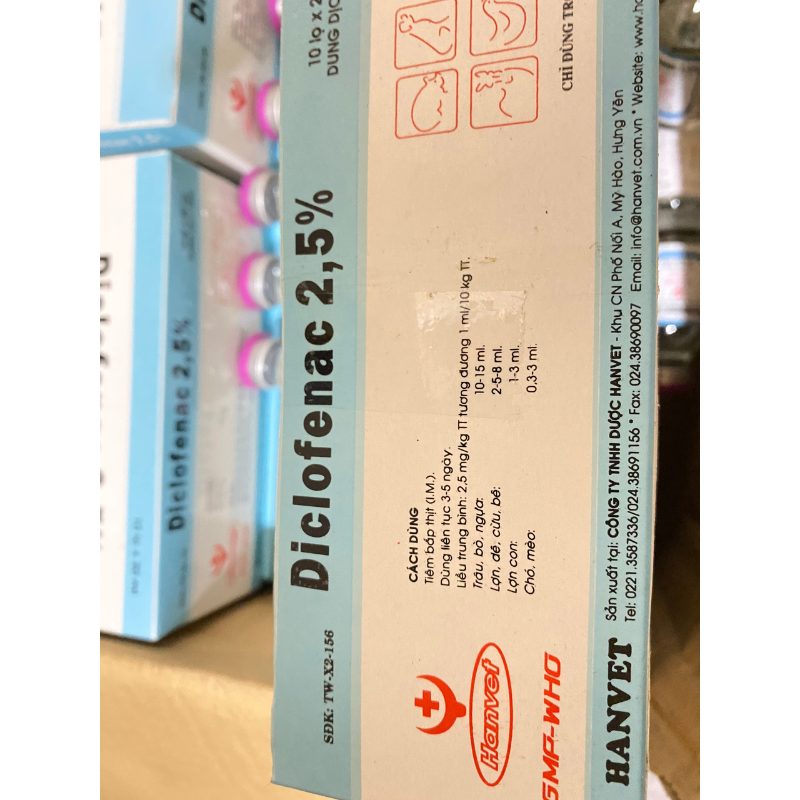 SĐK: TW-X2-156
Diclofenac 2,5%
10 lọ x 2
DUNG DỊC
Hanvet
GMP-WHO
CÁCH DÙNG
Tiêm bắp thịt (I.M.).
Dùng liên tục 3-5 ngày.
Liều trung bình: 2,5 mg/kg TT tương đương 1 ml/10 kg TT.
Trâu, bò, ngựa: 10-15 ml.
Lợn, dê, cừu, bê: 2-5-8 ml.
Lợn con: 1-3 ml.
Chó, mèo: 0,3-3 ml.
CHỈ DÙNG TRO
HANVET
Sản xuất tại: CÔNG TY TNHH DƯỢC HANVET - Khu CN Phố Nối A, Mỹ Hào, Hưng Yên
Tel: 0221.3587336/024.38691156 * Fax: 024.38690097 Email: info@hanvet.com.vn * Website: www.ha
Diclofenac 2,5%